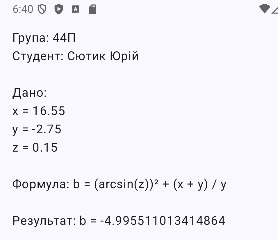 6:40
Група: 44П
Студент: Сютик Юрій
Дано:
x = 16.55
y = -2.75
z = 0.15
Формула: b = (arcsin(z))² + (x + y) / y
Результат: b = -4.995511013414864